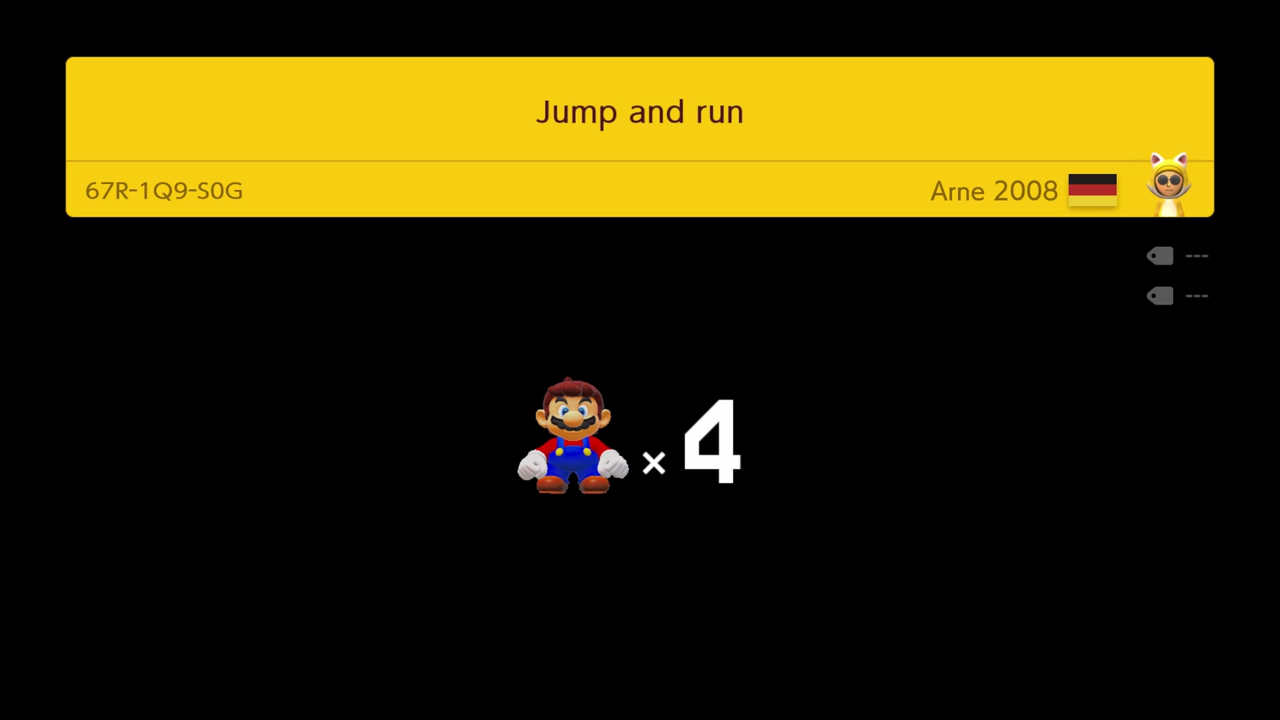 Jump and run
67R-1Q9-S0G
Arne 2008
---
---
× 4